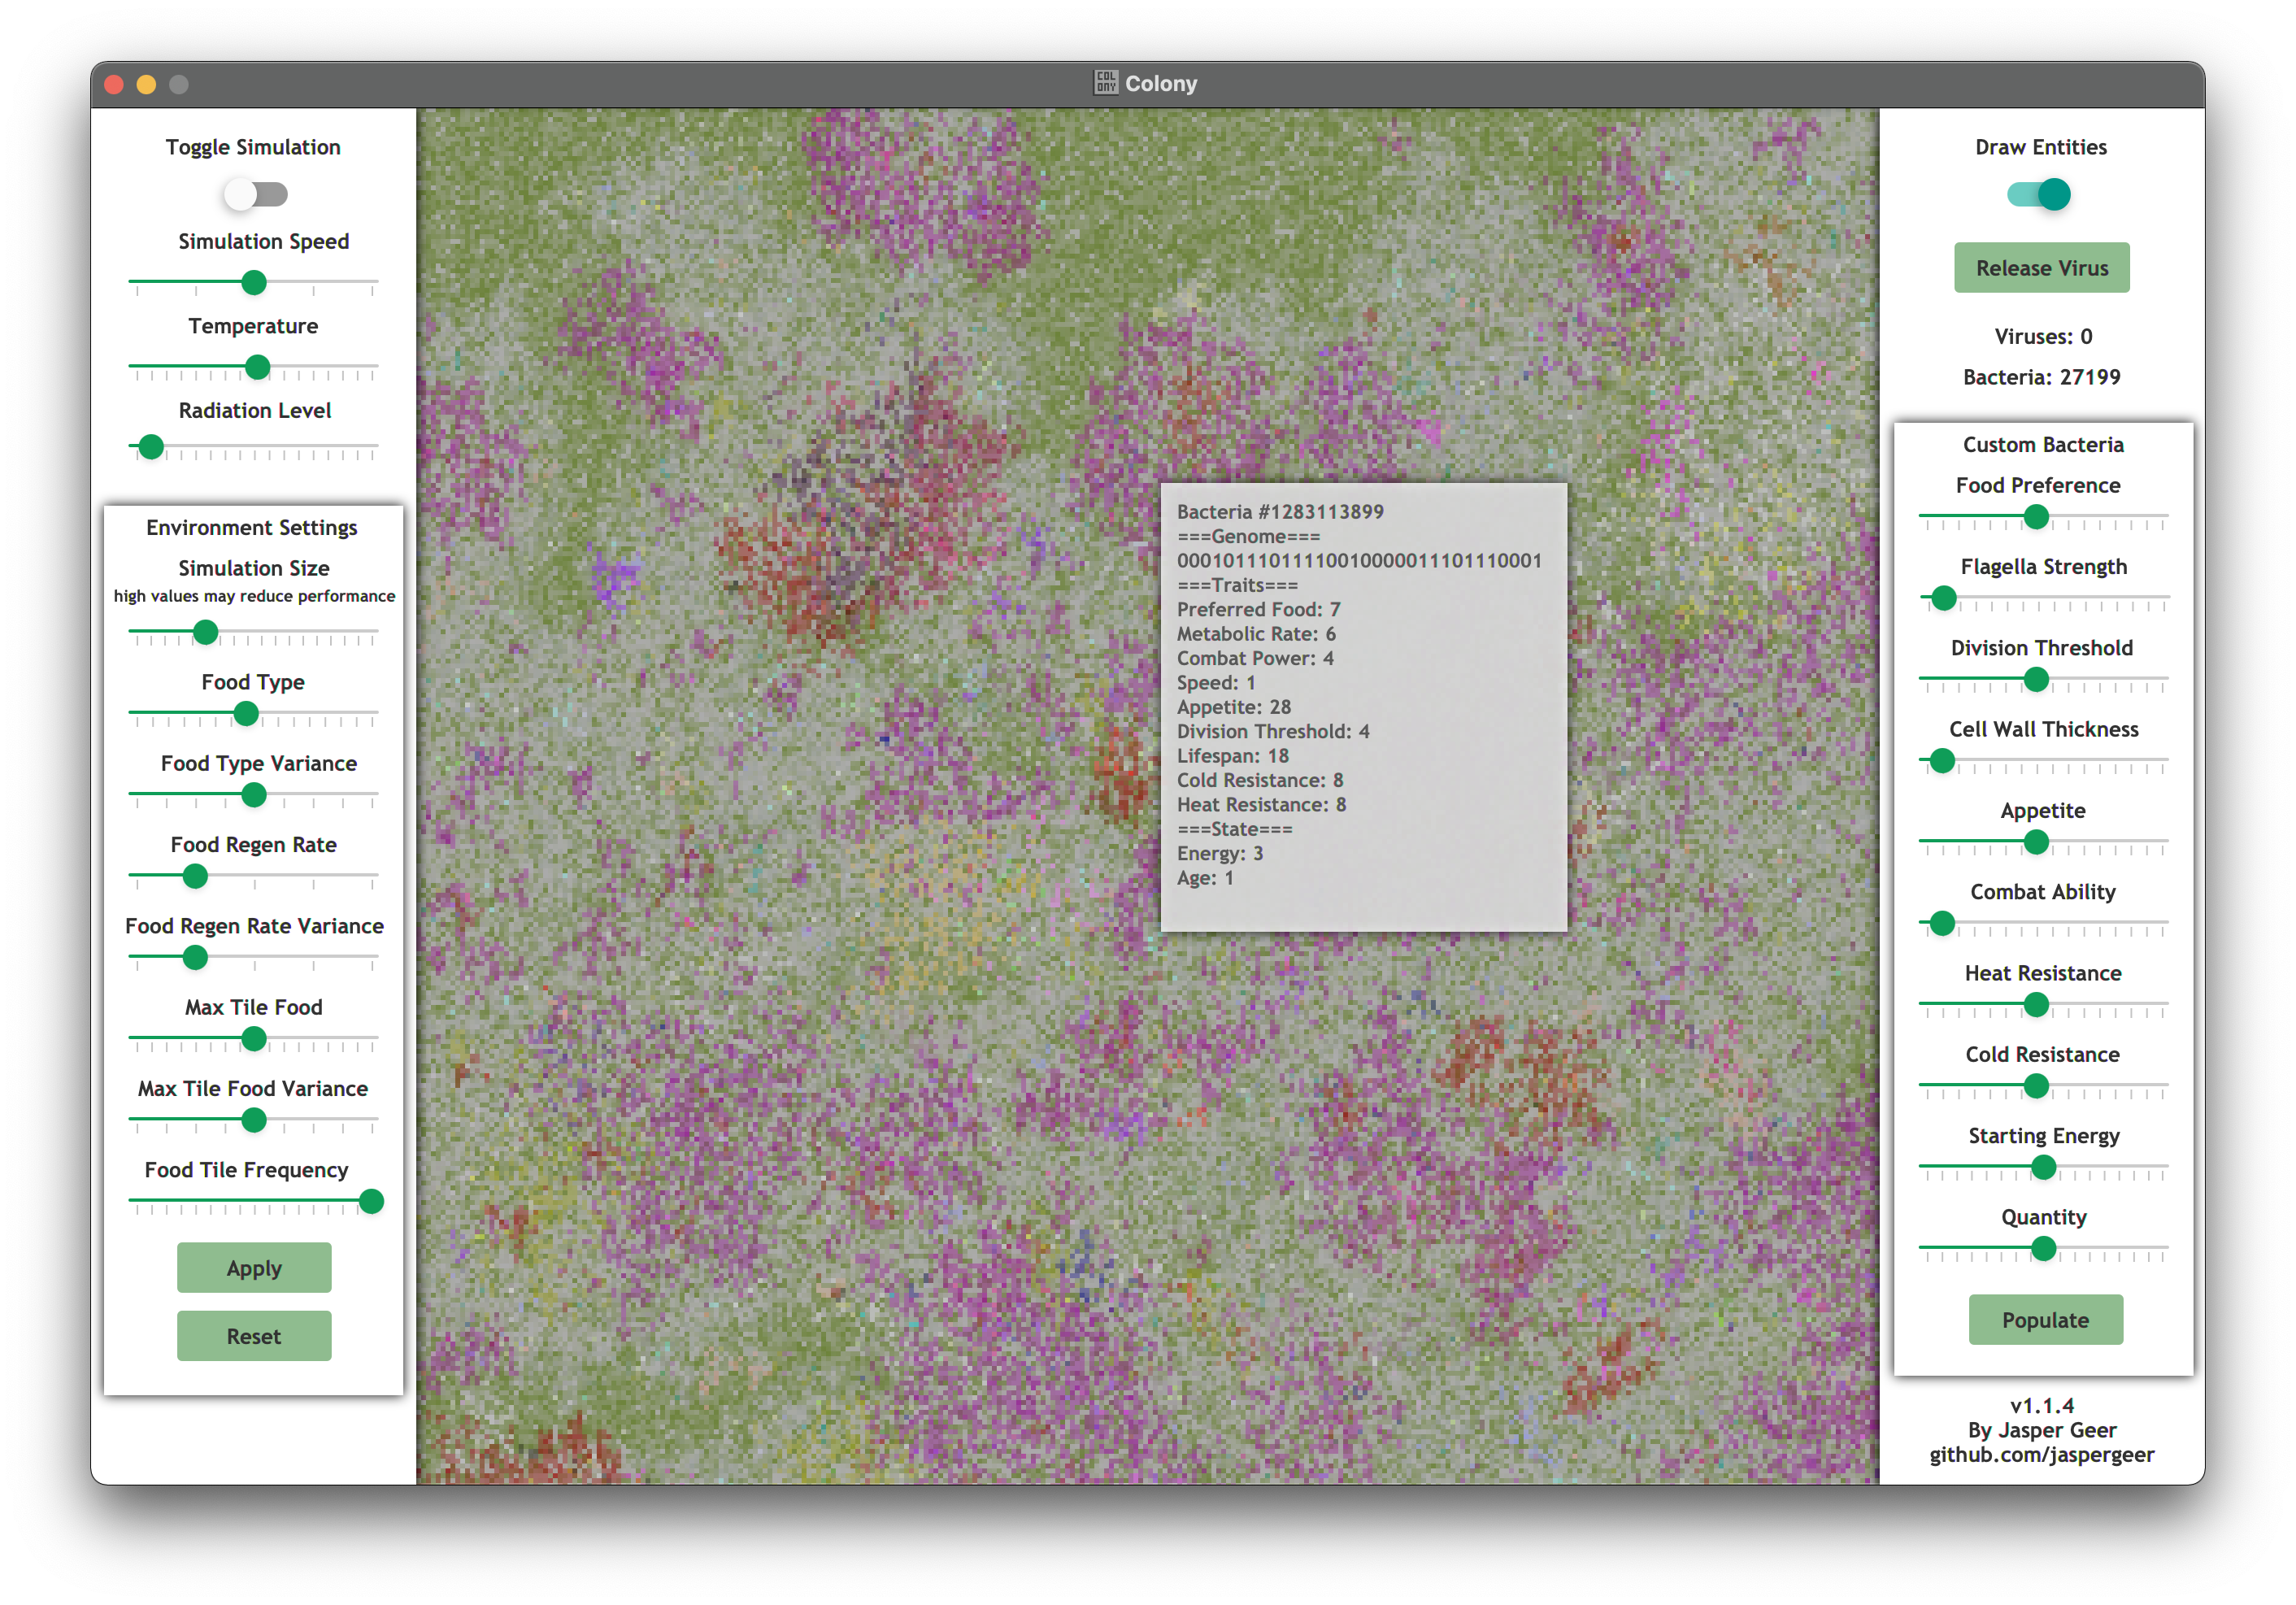 COL
ONY
Colony
Toggle Simulation
Simulation Speed
Temperature
Radiation Level
Environment Settings
Simulation Size
high values may reduce performance
Food Type
Food Type Variance
Food Regen Rate
Food Regen Rate Variance
Max Tile Food
Max Tile Food Variance
Food Tile Frequency
Apply
Reset
Bacteria #1283113899
===Genome===
00010111011110010000011101110001
===Traits===
Preferred Food: 7
Metabolic Rate: 6
Combat Power: 4
Speed: 1
Appetite: 28
Division Threshold: 4
Lifespan: 18
Cold Resistance: 8
Heat Resistance: 8
===State===
Energy: 3
Age: 1
Draw Entities
Release Virus
Viruses: 0
Bacteria: 27199
Custom Bacteria
Food Preference
Flagella Strength
Division Threshold
Cell Wall Thickness
Appetite
Combat Ability
Heat Resistance
Cold Resistance
Starting Energy
Quantity
Populate
v1.1.4
By Jasper Geer
github.com/jaspergeer